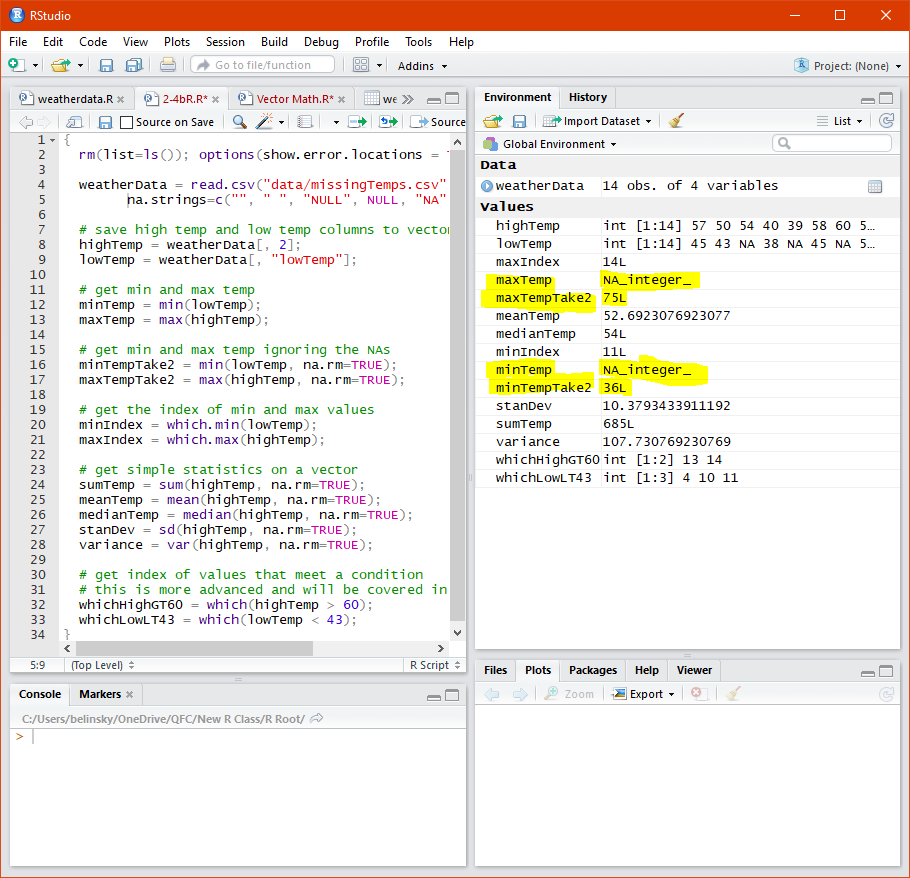 RStudio
File Edit Code View Plots Session Build Debug Profile Tools Help
Go to file/function Addins Project: (None)
weatherdata.R 2-4bR.R* Vector Math.R* we
Source on Save Source
1 {
2 rm(list=ls()); options(show.error.locations =
3
4 weatherData = read.csv("data/missingTemps.csv"
5 na.strings=c("", " ", "NULL", NULL, "NA"
6
7 # save high temp and low temp columns to vector
8 highTemp = weatherData[, 2];
9 lowTemp = weatherData[, "lowTemp"];
10
11 # get min and max temp
12 minTemp = min(lowTemp);
13 maxTemp = max(highTemp);
14
15 # get min and max temp ignoring the NAs
16 minTempTake2 = min(lowTemp, na.rm=TRUE);
17 maxTempTake2 = max(highTemp, na.rm=TRUE);
18
19 # get the index of min and max values
20 minIndex = which.min(lowTemp);
21 maxIndex = which.max(highTemp);
22
23 # get simple statistics on a vector
24 sumTemp = sum(highTemp, na.rm=TRUE);
25 meanTemp = mean(highTemp, na.rm=TRUE);
26 medianTemp = median(highTemp, na.rm=TRUE);
27 stanDev = sd(highTemp, na.rm=TRUE);
28 variance = var(highTemp, na.rm=TRUE);
29
30 # get index of values that meet a condition
31 # this is more advanced and will be covered in
32 whichHighGT60 = which(highTemp > 60);
33 whichLowLT43 = which(lowTemp < 43);
34 }
5:9 (Top Level) R Script
Console Markers
C:/Users/belinsky/OneDrive/QFC/New R Class/R Root/
>
Environment History
Import Dataset List
Global Environment
Data
weatherData 14 obs. of 4 variables
Values
highTemp int [1:14] 57 50 54 40 39 58 60 5...
lowTemp int [1:14] 45 43 NA 38 NA 45 NA 5...
maxIndex 14L
maxTemp NA_integer_
maxTempTake2 75L
meanTemp 52.6923076923077
medianTemp 54L
minIndex 11L
minTemp NA_integer_
minTempTake2 36L
stanDev 10.3793433911192
sumTemp 685L
variance 107.730769230769
whichHighGT60 int [1:2] 13 14
whichLowLT43 int [1:3] 4 10 11
Files Plots Packages Help Viewer
Zoom Export